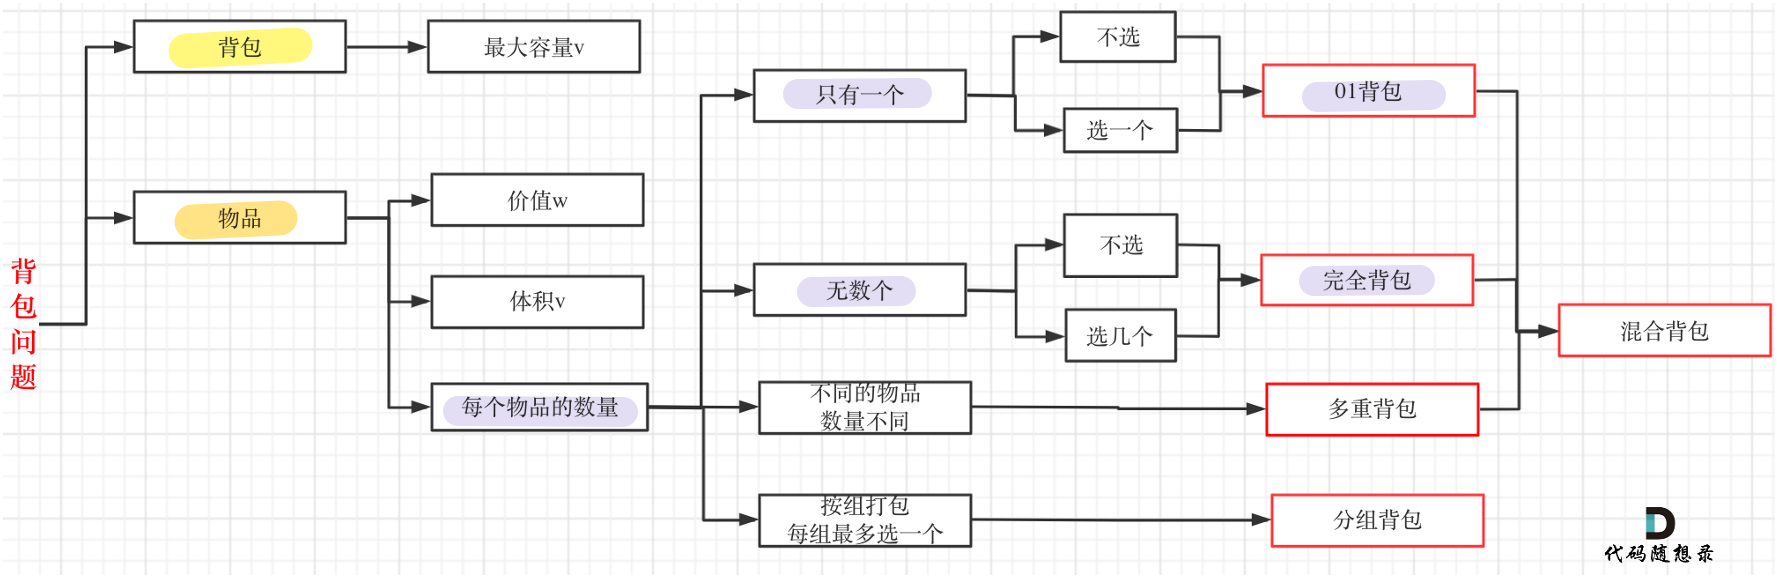 背包问题
背包
最大容量v
物品
价值w
体积v
每个物品的数量
只有一个
不选
选一个
01背包
无数个
不选
选几个
完全背包
不同的物品
数量不同
多重背包
混合背包
按组打包
每组最多选一个
分组背包
代码随想录